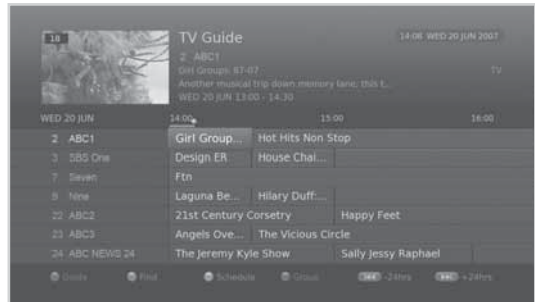 18
TV Guide
14:08 WED 20 JUN 2007
2 ABC1
Girl Groups: 87-07
TV
Another musical trip down memory lane, this t...
WED 20 JUN 13:00 - 14:30
WED 20 JUN 14:00 15:00 16:00
2 ABC1 Girl Group... Hot Hits Non Stop
3 SBS One Design ER House Chai...
7 Seven Ftn
9 Nine Laguna Be... Hilary Duff:...
22 ABC2 21st Century Corsetry Happy Feet
23 ABC3 Angels Ove... The Vicious Circle
24 ABC NEWS 24 The Jeremy Kyle Show Sally Jessy Raphael
Guide Find Schedule Group -24hrs +24hrs